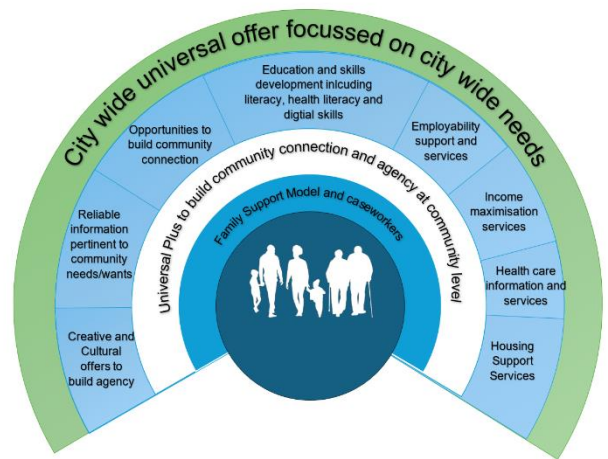 City wide universal offer focussed on city wide needs
Education and skills
development inlcuding
literacy, health literacy and
digtial skills
Opportunities to
build community
connection
Employability
support and
services
Reliable
information
pertinent to
community
needs/wants
Income
maximisation
services
Creative and
Cultural
offers to
build agency
Health care
information and
services
Housing
Support
Services
Universal Plus to build community connection and agency at community level
Family Support Model and caseworkers